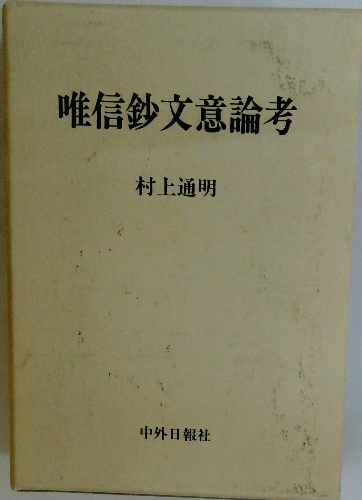 唯信鈔文意論考
村上通明
中外日報社